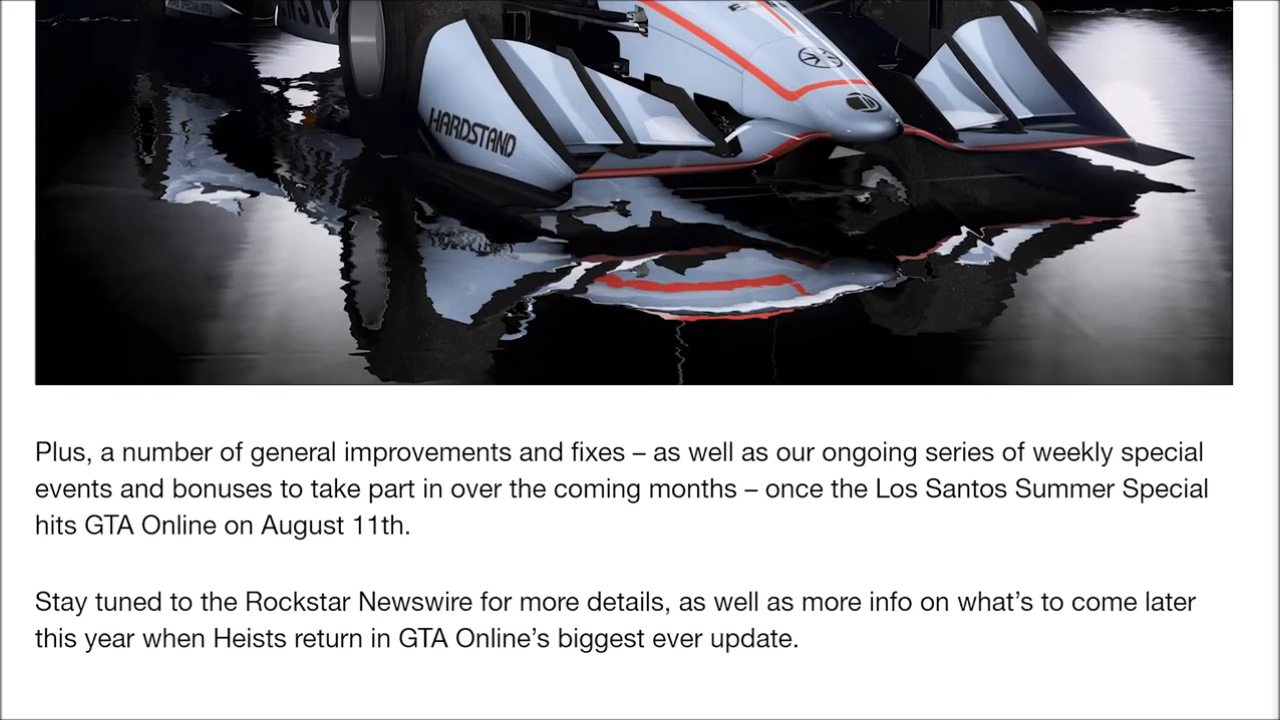 HARDSTAND
Plus, a number of general improvements and fixes – as well as our ongoing series of weekly special
events and bonuses to take part in over the coming months – once the Los Santos Summer Special
hits GTA Online on August 11th.
Stay tuned to the Rockstar Newswire for more details, as well as more info on what’s to come later
this year when Heists return in GTA Online’s biggest ever update.